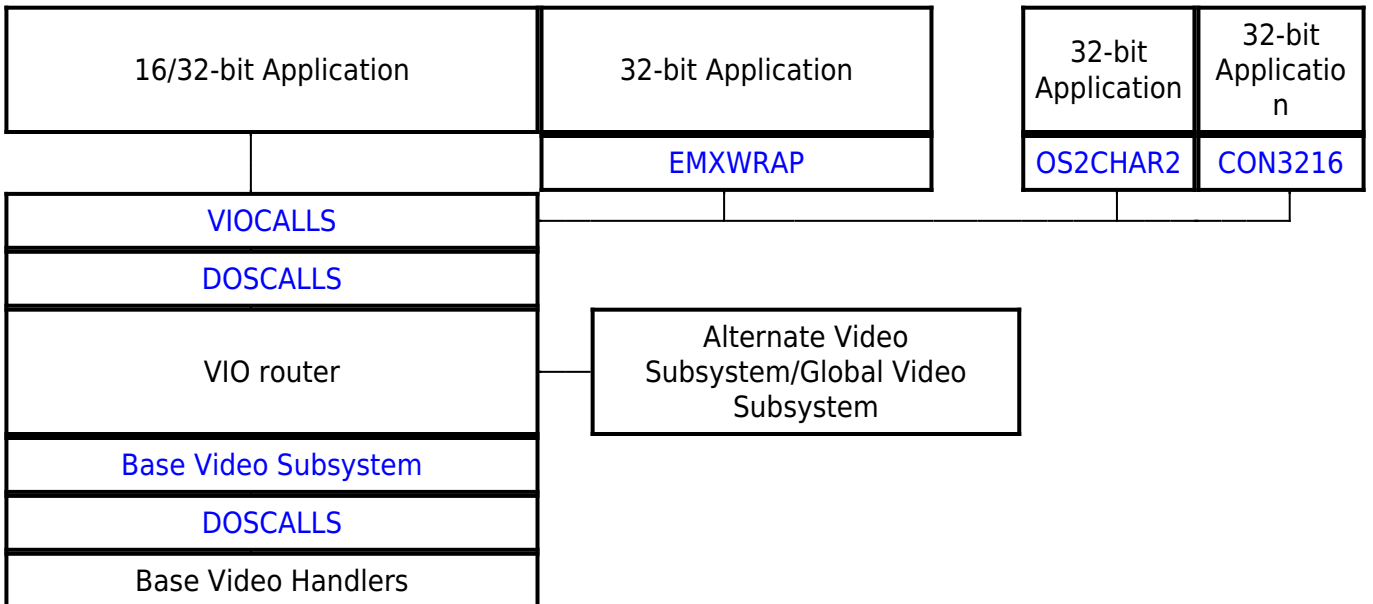 16/32-bit Application
32-bit Application
32-bit
Application
32-bit
Applicatio
n
EMXWRAP
OS2CHAR2
CON3216
VIOCALLS
DOSCALLS
VIO router
Alternate Video
Subsystem/Global Video
Subsystem
Base Video Subsystem
DOSCALLS
Base Video Handlers